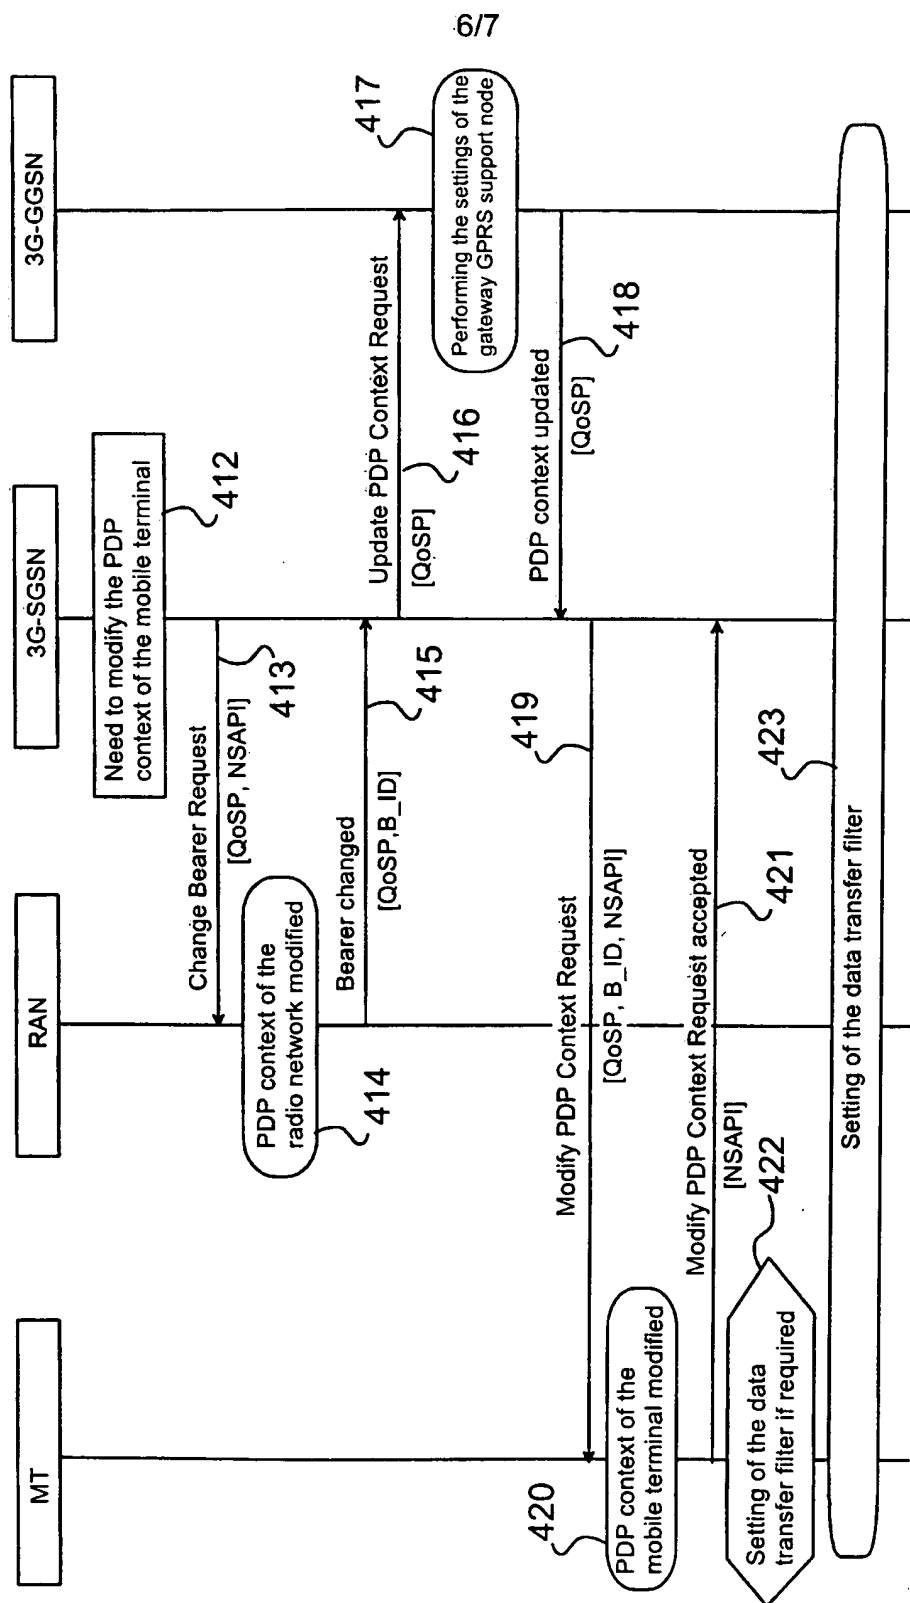 6/7
MT
RAN
3G-SGSN
3G-GGSN
Need to modify the PDP
context of the mobile terminal
412
Change Bearer Request
[QoSP, NSAPI]
413
PDP context of the
radio network modified
414
Bearer changed
[QoSP,B_ID]
415
Update PDP Context Request
[QoSP]
416
417
Performing the settings of the
gateway GPRS support node
PDP context updated
[QoSP]
418
419
Modify PDP Context Request
[QoSP, B_ID, NSAPI]
420
PDP context of the
mobile terminal modified
Modify PDP Context Request accepted
[NSAPI]
421
422
Setting of the data
transfer filter if required
423
Setting of the data transfer filter